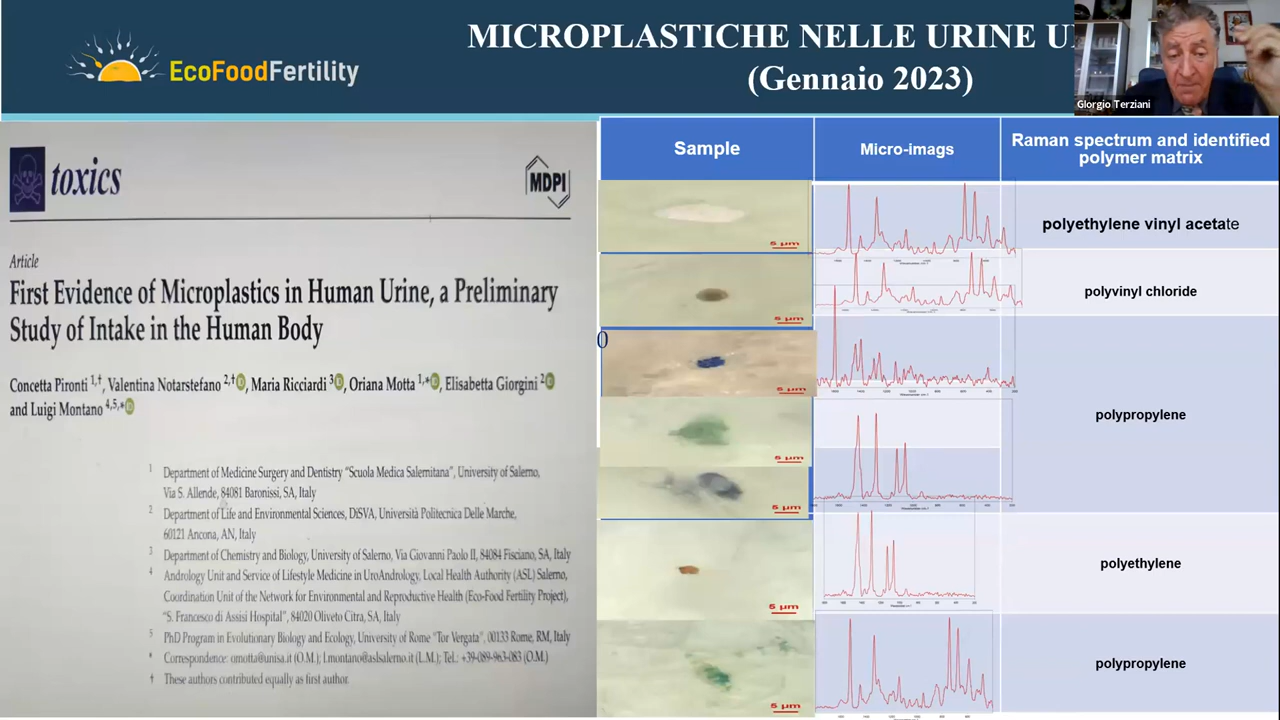 EcoFoodFertility
MICROPLASTICHE NELLE URINE U
(Gennaio 2023)
GIorgio Terziani
toxics
MDPI
Article
First Evidence of Microplastics in Human Urine, a Preliminary
Study of Intake in the Human Body
Concetta Pironti 1,†, Valentina Notarstefano 2,†, Maria Ricciardi 3, Oriana Motta 1,*, Elisabetta Giorgini 2
and Luigi Montano 4,5,*
1 Department of Medicine Surgery and Dentistry "Scuola Medica Salernitana", University of Salerno,
Via S. Allende, 84081 Baronissi, SA, Italy
2 Department of Life and Environmental Sciences, DiSVA, Università Politecnica Delle Marche,
60121 Ancona, AN, Italy
3 Department of Chemistry and Biology, University of Salerno, Via Giovanni Paolo II, 84084 Fisciano, SA, Italy
4 Andrology Unit and Service of Lifestyle Medicine in UroAndrology, Local Health Authority (ASL) Salerno,
Coordination Unit of the Network for Environmental and Reproductive Health (Eco-Food Fertility Project),
"S. Francesco di Assisi Hospital", 84020 Oliveto Citra, SA, Italy
5 PhD Program in Evolutionary Biology and Ecology, University of Rome "Tor Vergata", 00133 Rome, RM, Italy
* Correspondence: omotta@unisa.it (O.M.); l.montano@aslsalerno.it (L.M.); Tel.: +39-089-963-083 (O.M.)
† These authors contributed equally as first author.
Sample
Micro-imags
Raman spectrum and identified
polymer matrix
5 µm
polyethylene vinyl acetate
5 µm
polyvinyl chloride
0
5 µm
5 µm
polypropylene
5 µm
5 µm
polyethylene
5 µm
polypropylene